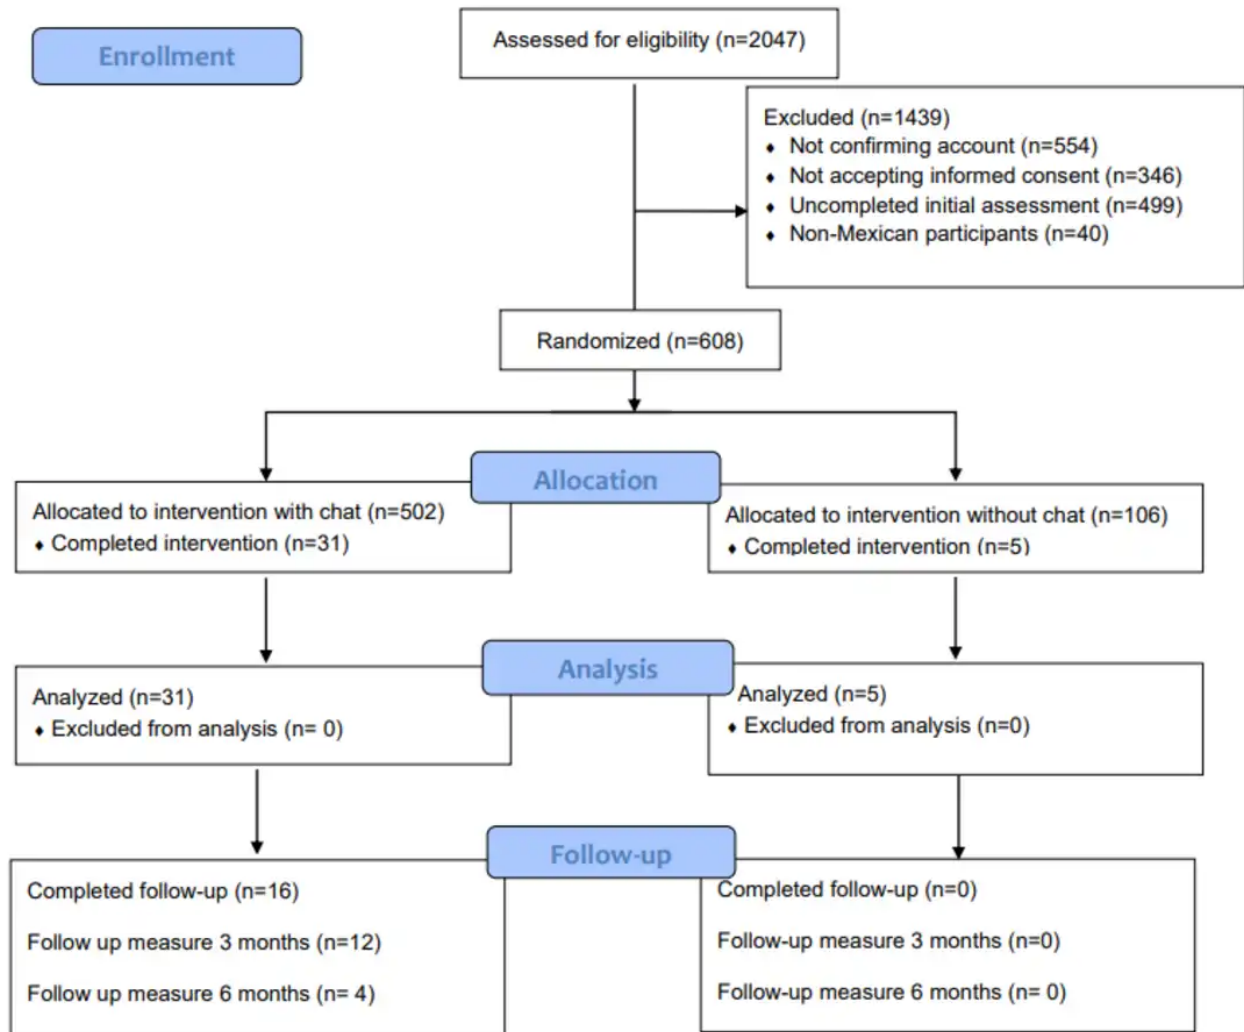 Enrollment
Assessed for eligibility (n=2047)
Excluded (n=1439)
♦ Not confirming account (n=554)
♦ Not accepting informed consent (n=346)
♦ Uncompleted initial assessment (n=499)
♦ Non-Mexican participants (n=40)
Randomized (n=608)
Allocation
Allocated to intervention with chat (n=502)
♦ Completed intervention (n=31)
Allocated to intervention without chat (n=106)
♦ Completed intervention (n=5)
Analysis
Analyzed (n=31)
♦ Excluded from analysis (n= 0)
Analyzed (n=5)
♦ Excluded from analysis (n=0)
Follow-up
Completed follow-up (n=16)
Follow up measure 3 months (n=12)
Follow up measure 6 months (n= 4)
Completed follow-up (n=0)
Follow-up measure 3 months (n=0)
Follow-up measure 6 months (n= 0)